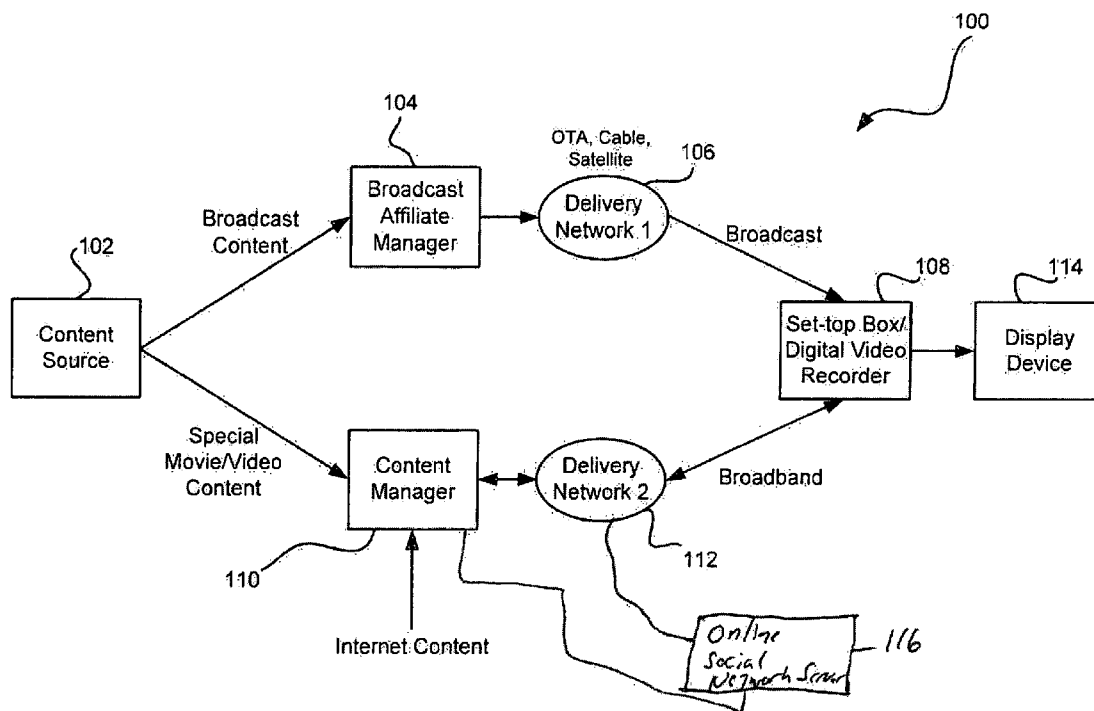 100
104
OTA, Cable,
Satellite
106
Broadcast
Affiliate
Manager
Delivery
Network 1
Broadcast
Content
Broadcast
102
108
114
Content
Source
Set-top Box/
Digital Video
Recorder
Display
Device
Special
Movie/Video
Content
Content
Manager
Delivery
Network 2
Broadband
110
112
Internet Content
Online
Social
Network Server
116